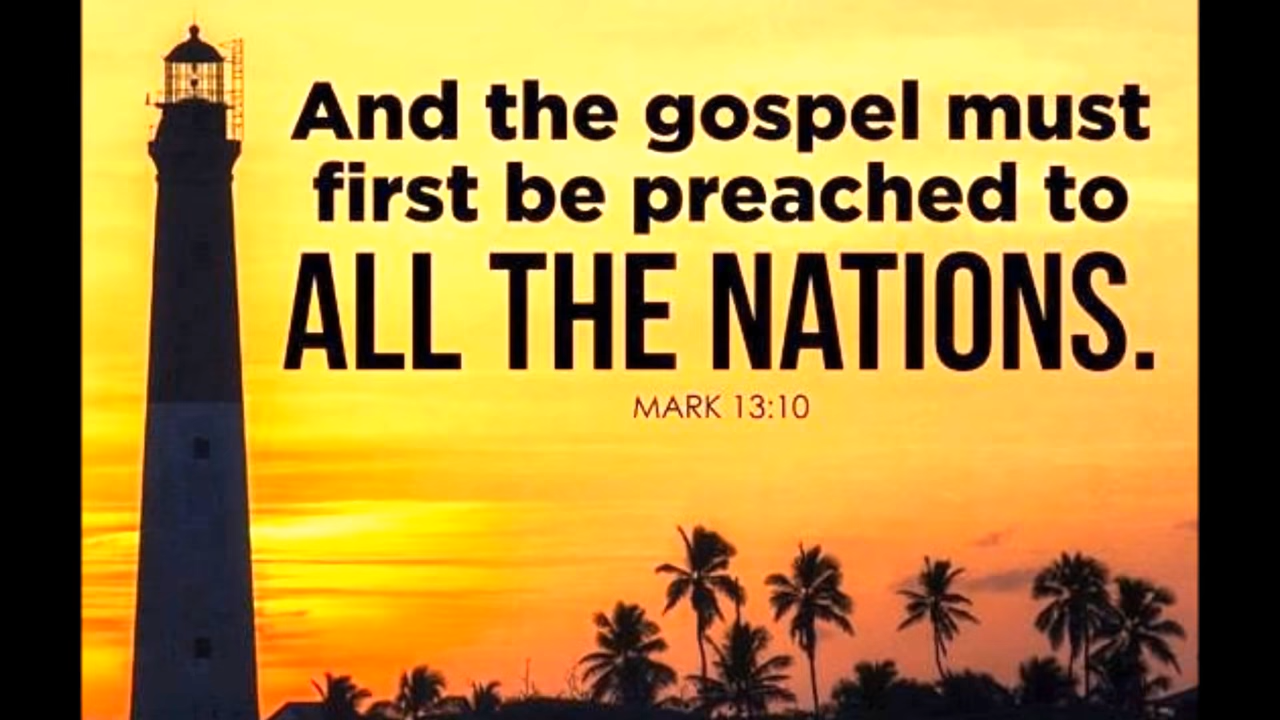 And the gospel must
first be preached to
ALL THE NATIONS.
MARK 13:10